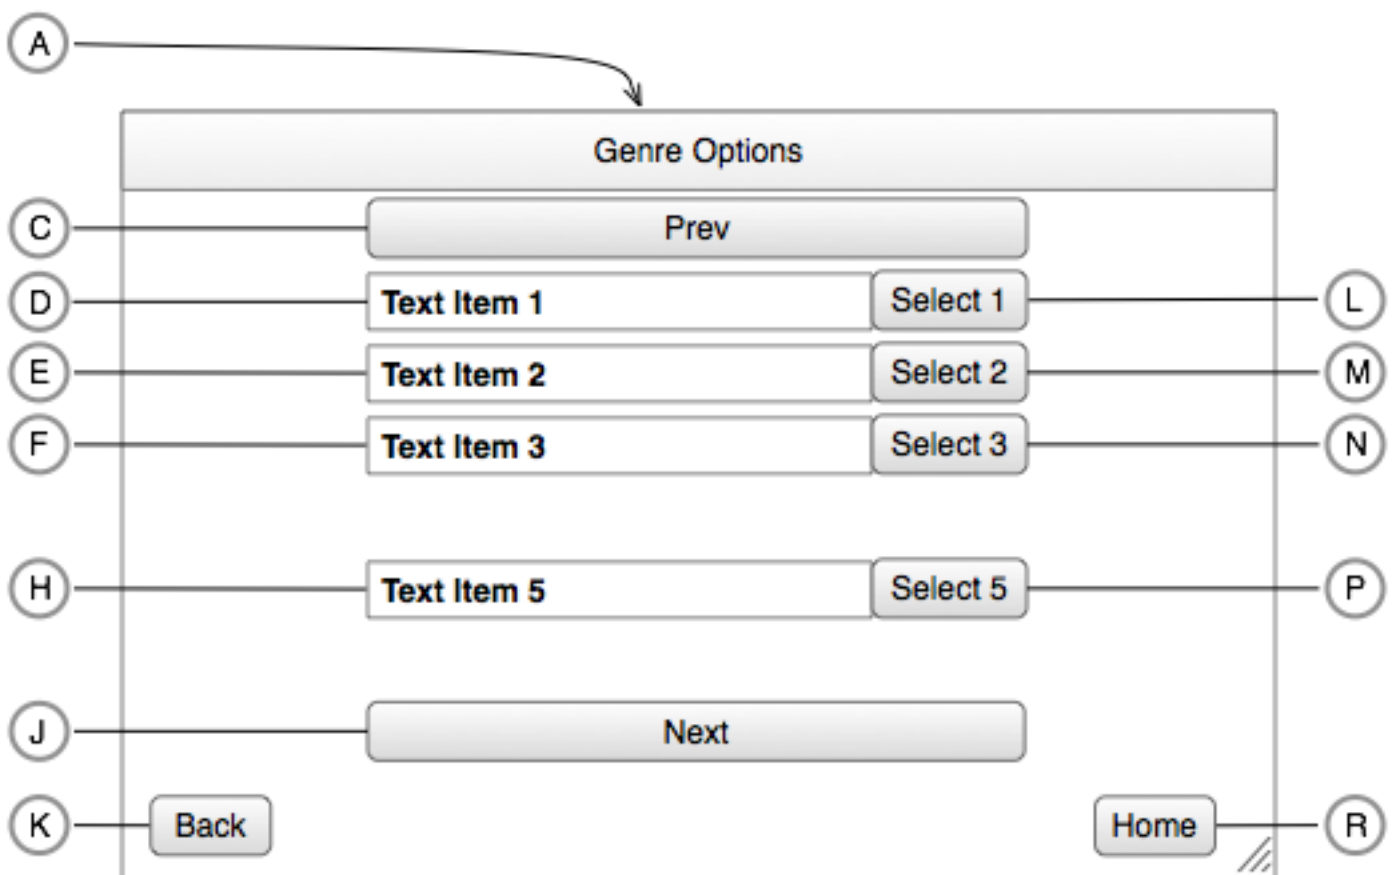 A
Genre Options
C Prev
D Text Item 1 Select 1 L
E Text Item 2 Select 2 M
F Text Item 3 Select 3 N
H Text Item 5 Select 5 P
J Next
K Back Home R